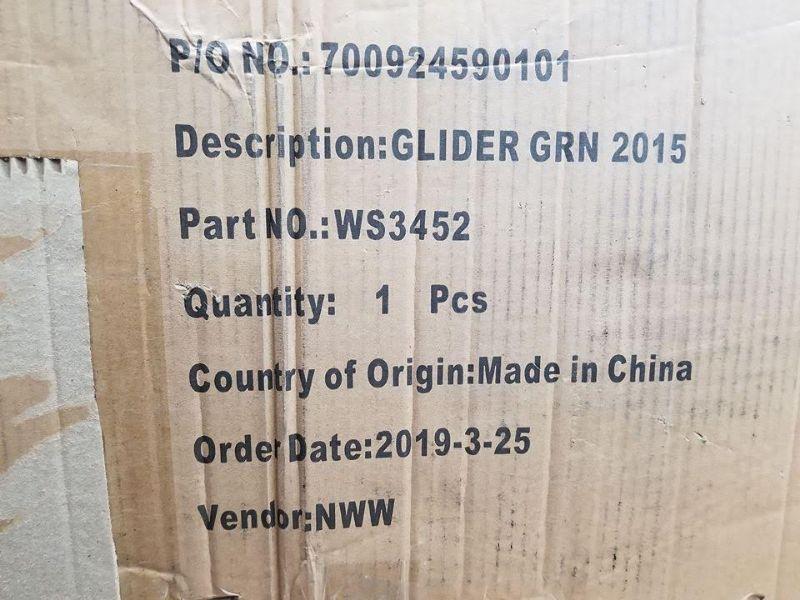 P/O NO.:700924590101
Description:GLIDER GRN 2015
Part NO.:WS3452
Quantity: 1 Pcs
Country of Origin:Made in China
Order Date:2019-3-25
Vendor:NWW